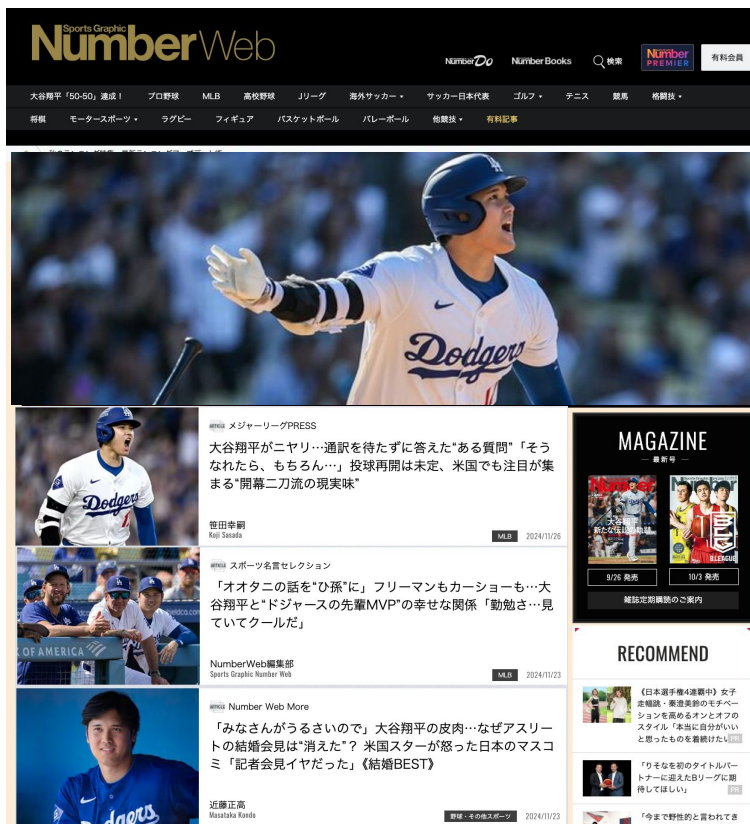 Sports Graphic
NumberWeb
Number Do
Number Books
検索
Number
PREMIER
有料会員
大谷翔平「50-50」達成！
プロ野球
MLB
高校野球
Jリーグ
海外サッカー
サッカー日本代表
ゴルフ
テニス
競馬
格闘技
将棋
モータースポーツ
ラグビー
フィギュア
バスケットボール
バレーボール
他競技
有料記事
Dodgers
ARTICLE メジャーリーグPRESS
大谷翔平がニヤリ…通訳を待たずに答えた“ある質問”「そう
なれたら、もちろん…」投球再開は未定、米国でも注目が集
まる“開幕二刀流の現実味”
笹田幸嗣
Koji Sasada
MLB 2024/11/26
Dodgers
ARTICLE スポーツ名言セレクション
「オオタニの話を“ひ孫”に」フリーマンもカーショーも…大
谷翔平と“ドジャースの先輩MVP”の幸せな関係「勤勉さ…見
ていてクールだ」
NumberWeb編集部
Sports Graphic Number Web
MLB 2024/11/23
OF AMERICA
ARTICLE Number Web More
「みなさんがうるさいので」大谷翔平の皮肉…なぜアスリー
トの結婚会見は“消えた”？ 米国スターが怒った日本のマスコ
ミ「記者会見イヤだった」《結婚BEST》
近藤正高
Masataka Kondo
野球・その他スポーツ 2024/11/23
Dodgers
MAGAZINE
最新号
Number
大谷翔平
新たな伝説の軌跡
Number
B.LEAGUE
9/26 発売
10/3 発売
雑誌定期購読のご案内
RECOMMEND
《日本選手権4連覇中》女子
走幅跳・秦澄美鈴のモチベー
ションを高めるオンとオフの
スタイル「本当に自分がいい
と思ったものを着続けたい
PR
「りそなを初のタイトルパー
トナーに迎えたBリーグに期
待してほしい」
PR
「今まで野性的と言われてき